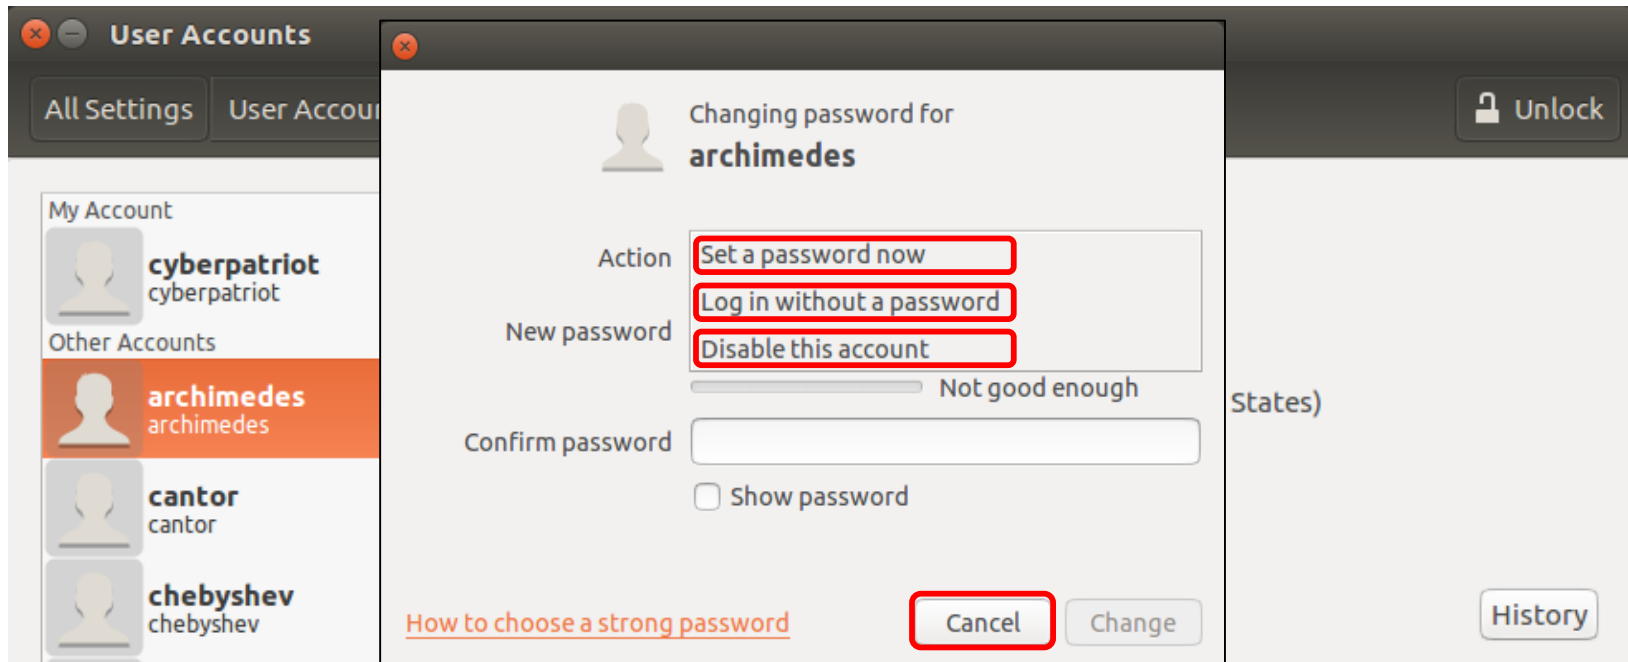 User Accounts
All Settings
User Accou
Unlock
My Account
cyberpatriot
cyberpatriot
Other Accounts
archimedes
archimedes
cantor
cantor
chebyshev
chebyshev
Changing password for
archimedes
Action
Set a password now
Log in without a password
New password
Disable this account
Not good enough
Confirm password
Show password
How to choose a strong password
Cancel
Change
States)
History